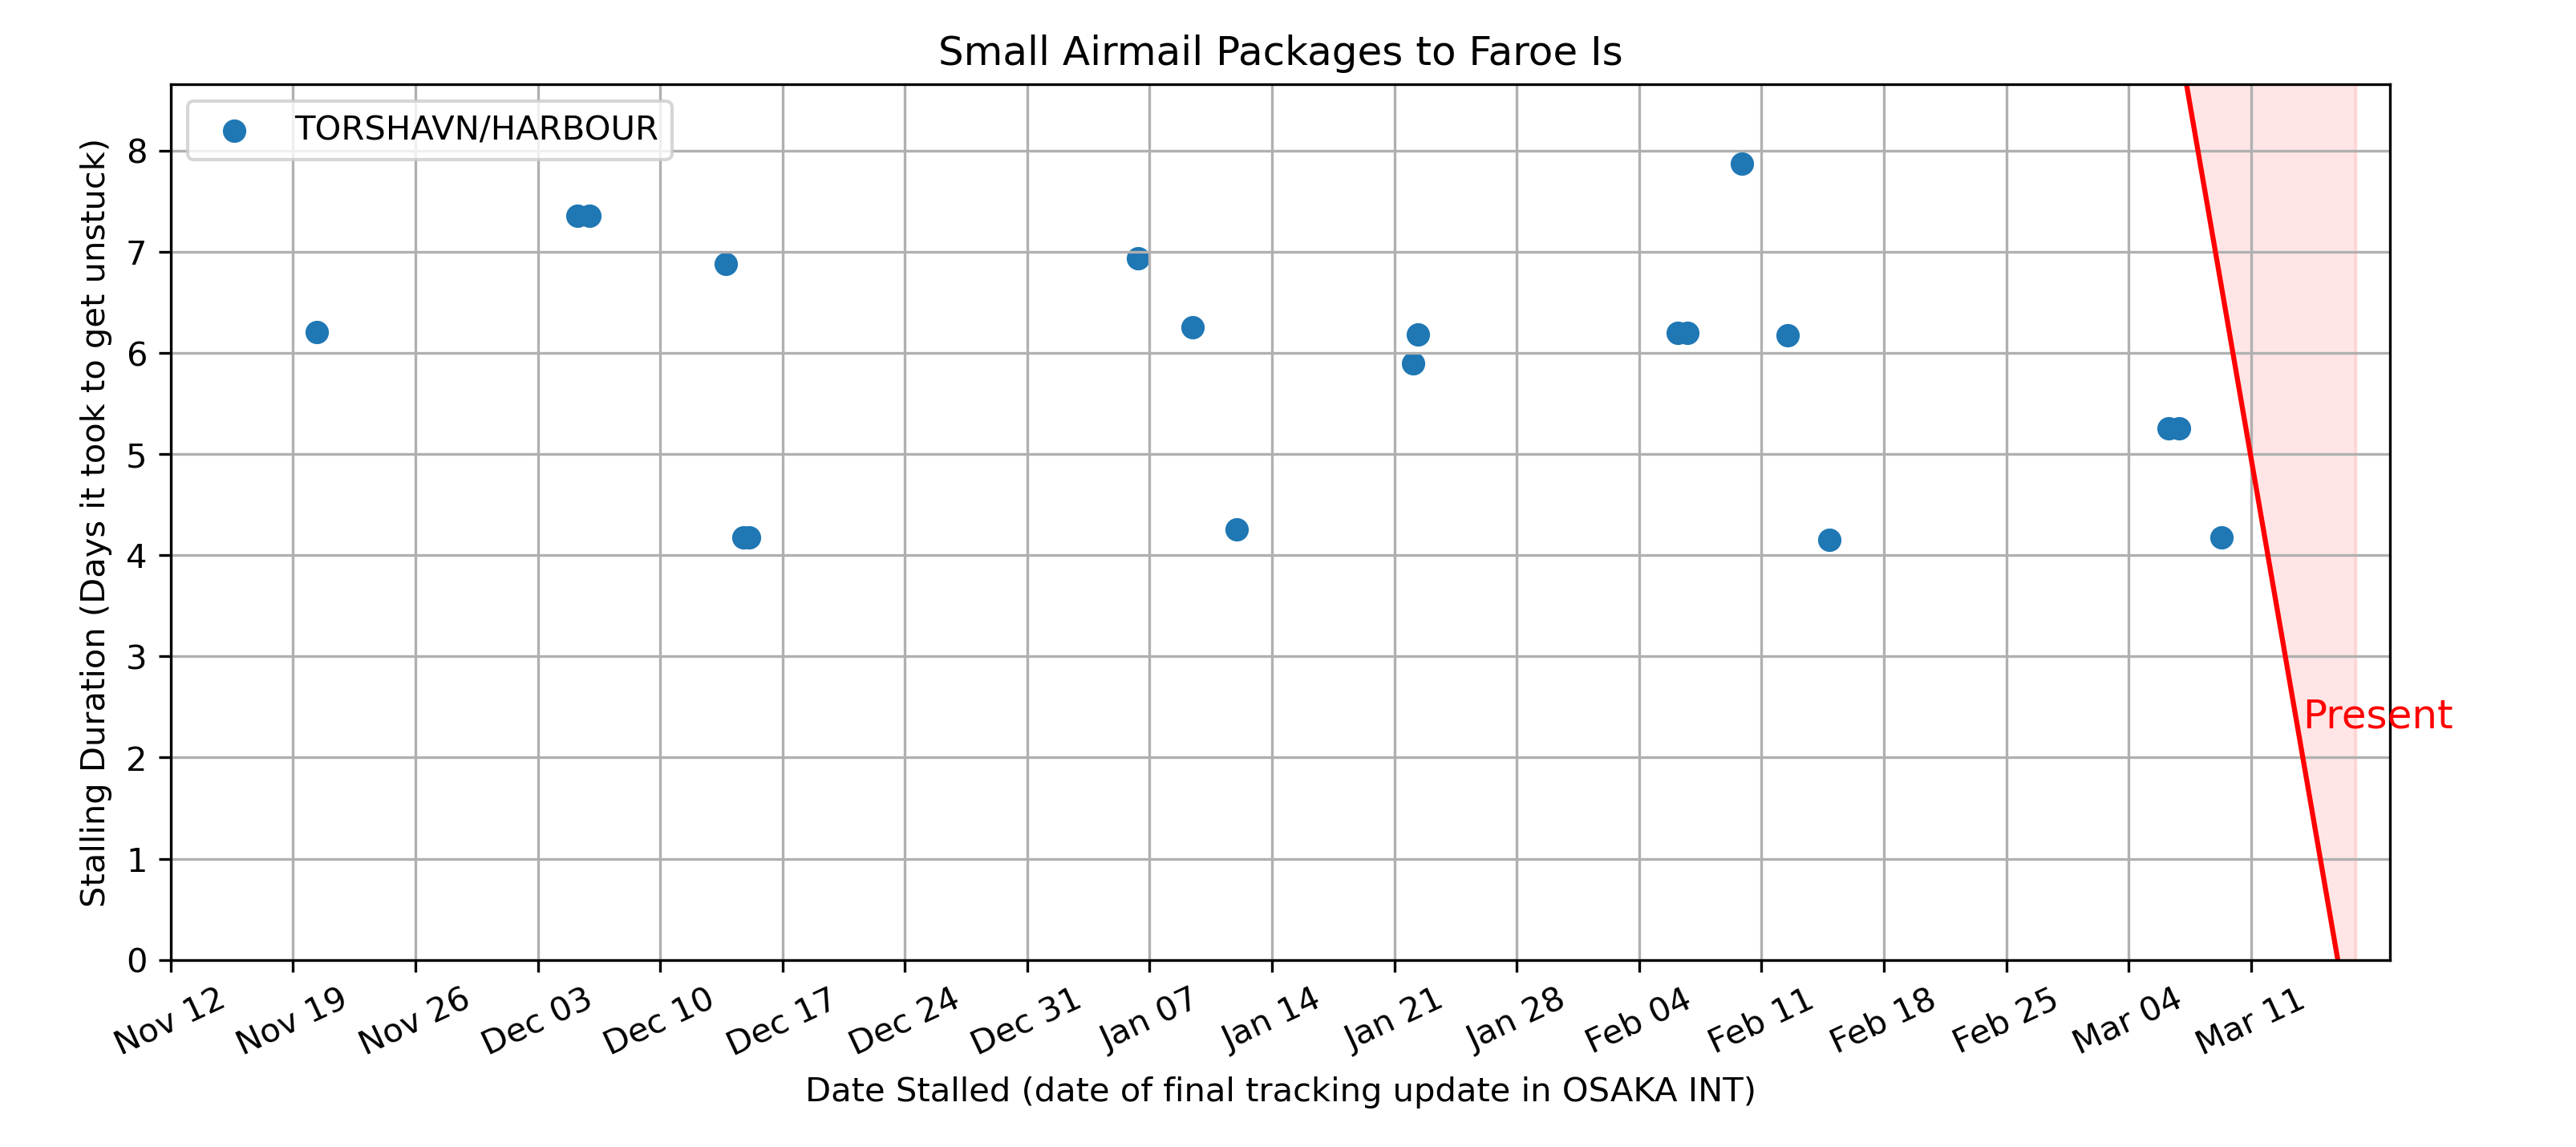 Small Airmail Packages to Faroe Is
TORSHAVN/HARBOUR
Stalling Duration (Days it took to get unstuck)
8
7
6
5
4
3
2
1
0
Present
Nov 12
Nov 19
Nov 26
Dec 03
Dec 10
Dec 17
Dec 24
Dec 31
Jan 07
Jan 14
Jan 21
Jan 28
Feb 04
Feb 11
Feb 18
Feb 25
Mar 04
Mar 11
Date Stalled (date of final tracking update in OSAKA INT)